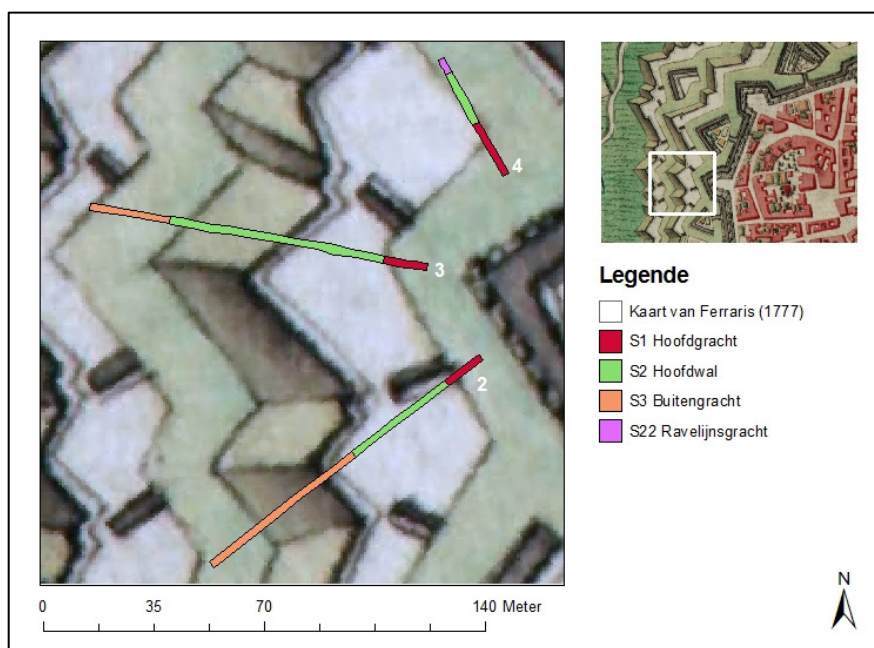 4
3
2
Legende
Kaart van Ferraris (1777)
S1 Hoofdgracht
S2 Hoofdwal
S3 Buitengracht
S22 Ravelijnsgracht
N
0 35 70 140 Meter